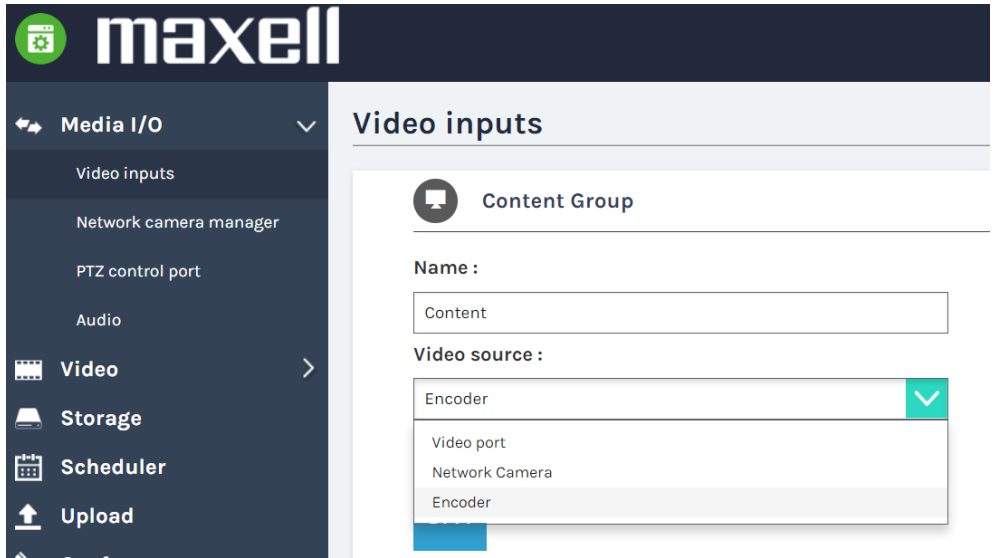 maxell
Media I/O
Video inputs
Network camera manager
PTZ control port
Audio
Video
Storage
Scheduler
Upload
Video inputs
Content Group
Name :
Content
Video source :
Encoder
Video port
Network Camera
Encoder